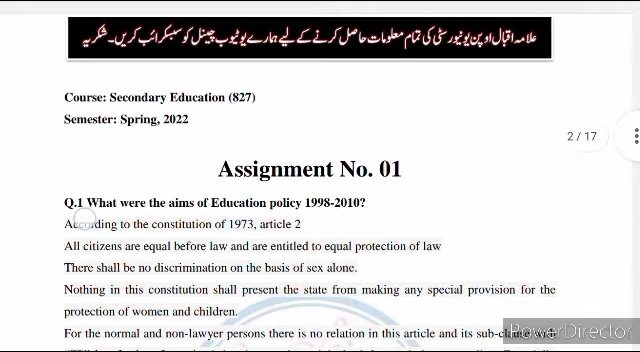 علامہ اقبال اوپن یونیورسٹی کی تمام معلومات حاصل کرنے کے لیے ہمارے یوٹیوب چینل کو سبسکرائب کریں۔ شکریہ
Course: Secondary Education (827)
Semester: Spring, 2022
2 / 17
Assignment No. 01
Q.1 What were the aims of Education policy 1998-2010?
According to the constitution of 1973, article 2
All citizens are equal before law and are entitled to equal protection of law
There shall be no discrimination on the basis of sex alone.
Nothing in this constitution shall present the state from making any special provision for the
protection of women and children.
For the normal and non-lawyer persons there is no relation in this article and its sub-clause
PowerDirector